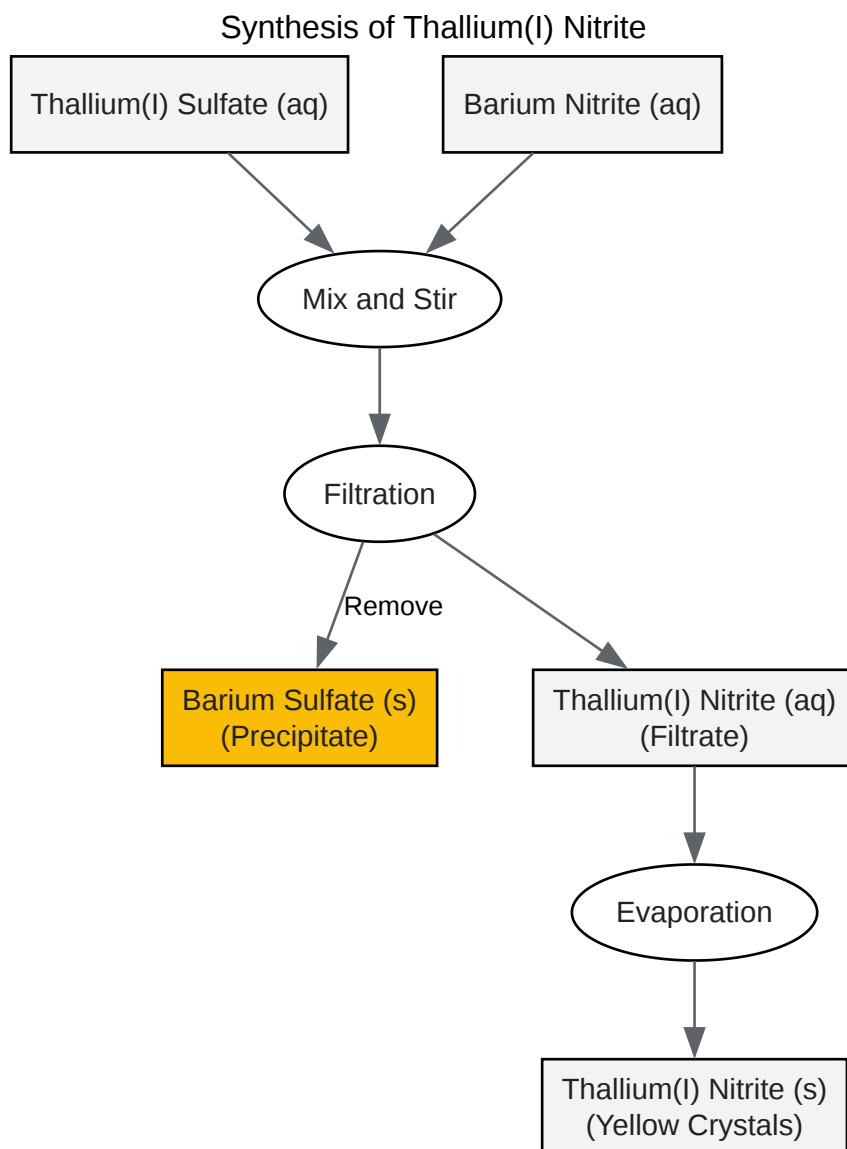 Synthesis of Thallium(I) Nitrite
Thallium(I) Sulfate (aq)
Barium Nitrite (aq)
Mix and Stir
Filtration
Remove
Barium Sulfate (s)
(Precipitate)
Thallium(I) Nitrite (aq)
(Filtrate)
Evaporation
Thallium(I) Nitrite (s)
(Yellow Crystals)